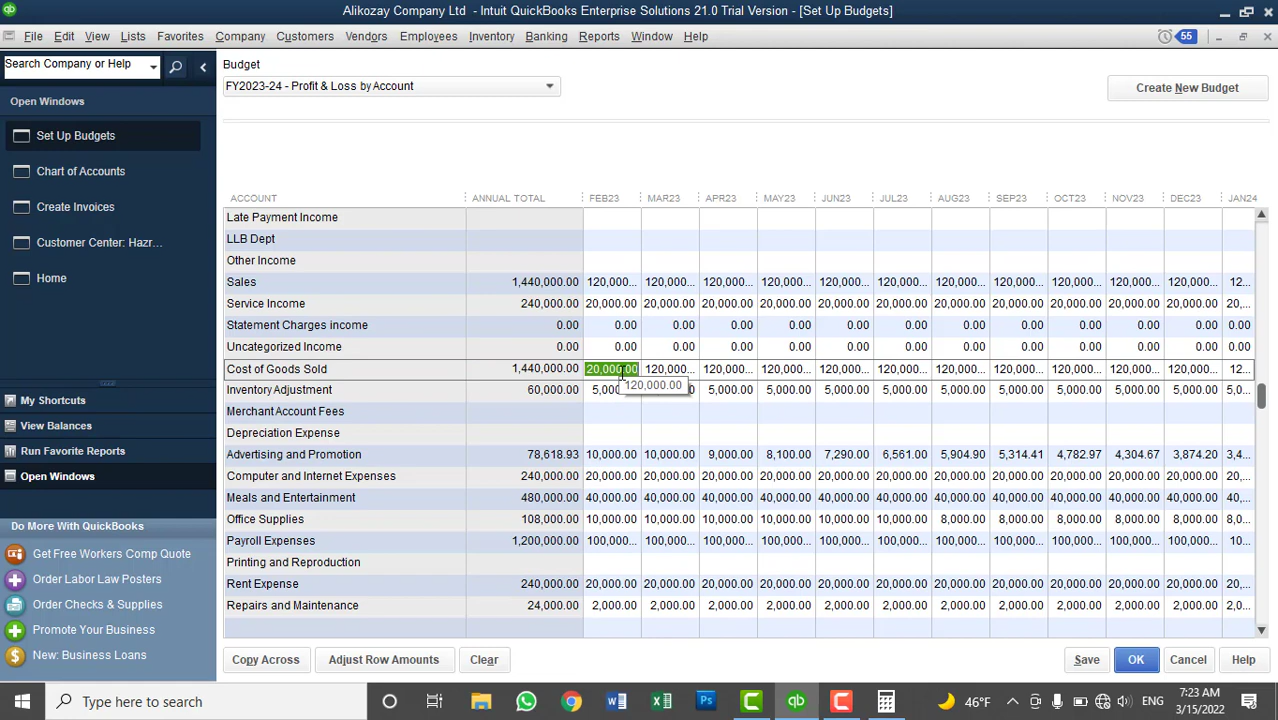 Alikozay Company Ltd - Intuit QuickBooks Enterprise Solutions 21.0 Trial Version - [Set Up Budgets]
File Edit View Lists Favorites Company Customers Vendors Employees Inventory Banking Reports Window Help 55
Search Company or Help
Open Windows
Set Up Budgets
Chart of Accounts
Create Invoices
Customer Center: Hazr...
Home
My Shortcuts
View Balances
Run Favorite Reports
Open Windows
Do More With QuickBooks
Get Free Workers Comp Quote
Order Labor Law Posters
Order Checks & Supplies
Promote Your Business
New: Business Loans
Budget
FY2023-24 - Profit & Loss by Account
Create New Budget
ACCOUNT ANNUAL TOTAL FEB23 MAR23 APR23 MAY23 JUN23 JUL23 AUG23 SEP23 OCT23 NOV23 DEC23 JAN24
Late Payment Income
LLB Dept
Other Income
Sales 1,440,000.00 120,000... 120,000... 120,000... 120,000... 120,000... 120,000... 120,000... 120,000... 120,000... 120,000... 120,000... 12...
Service Income 240,000.00 20,000.00 20,000.00 20,000.00 20,000.00 20,000.00 20,000.00 20,000.00 20,000.00 20,000.00 20,000.00 20,000.00 20,...
Statement Charges income 0.00 0.00 0.00 0.00 0.00 0.00 0.00 0.00 0.00 0.00 0.00 0.00 0.00
Uncategorized Income 0.00 0.00 0.00 0.00 0.00 0.00 0.00 0.00 0.00 0.00 0.00 0.00 0.00
Cost of Goods Sold 1,440,000.00 20,000.00 120,000... 120,000... 120,000... 120,000... 120,000... 120,000... 120,000... 120,000... 120,000... 120,000... 12...
120,000.00
Inventory Adjustment 60,000.00 5,000.00 5,000.00 5,000.00 5,000.00 5,000.00 5,000.00 5,000.00 5,000.00 5,000.00 5,000.00 5,0...
Merchant Account Fees
Depreciation Expense
Advertising and Promotion 78,618.93 10,000.00 10,000.00 9,000.00 8,100.00 7,290.00 6,561.00 5,904.90 5,314.41 4,782.97 4,304.67 3,874.20 3,4...
Computer and Internet Expenses 240,000.00 20,000.00 20,000.00 20,000.00 20,000.00 20,000.00 20,000.00 20,000.00 20,000.00 20,000.00 20,000.00 20,000.00 20,...
Meals and Entertainment 480,000.00 40,000.00 40,000.00 40,000.00 40,000.00 40,000.00 40,000.00 40,000.00 40,000.00 40,000.00 40,000.00 40,000.00 40,...
Office Supplies 108,000.00 10,000.00 10,000.00 10,000.00 10,000.00 10,000.00 10,000.00 8,000.00 8,000.00 8,000.00 8,000.00 8,000.00 8,0...
Payroll Expenses 1,200,000.00 100,000... 100,000... 100,000... 100,000... 100,000... 100,000... 100,000... 100,000... 100,000... 100,000... 100,000... 10...
Printing and Reproduction
Rent Expense 240,000.00 20,000.00 20,000.00 20,000.00 20,000.00 20,000.00 20,000.00 20,000.00 20,000.00 20,000.00 20,000.00 20,000.00 20,...
Repairs and Maintenance 24,000.00 2,000.00 2,000.00 2,000.00 2,000.00 2,000.00 2,000.00 2,000.00 2,000.00 2,000.00 2,000.00 2,000.00 2,0...
Copy Across Adjust Row Amounts Clear Save OK Cancel Help
Type here to search
46°F ENG
7:23 AM
3/15/2022